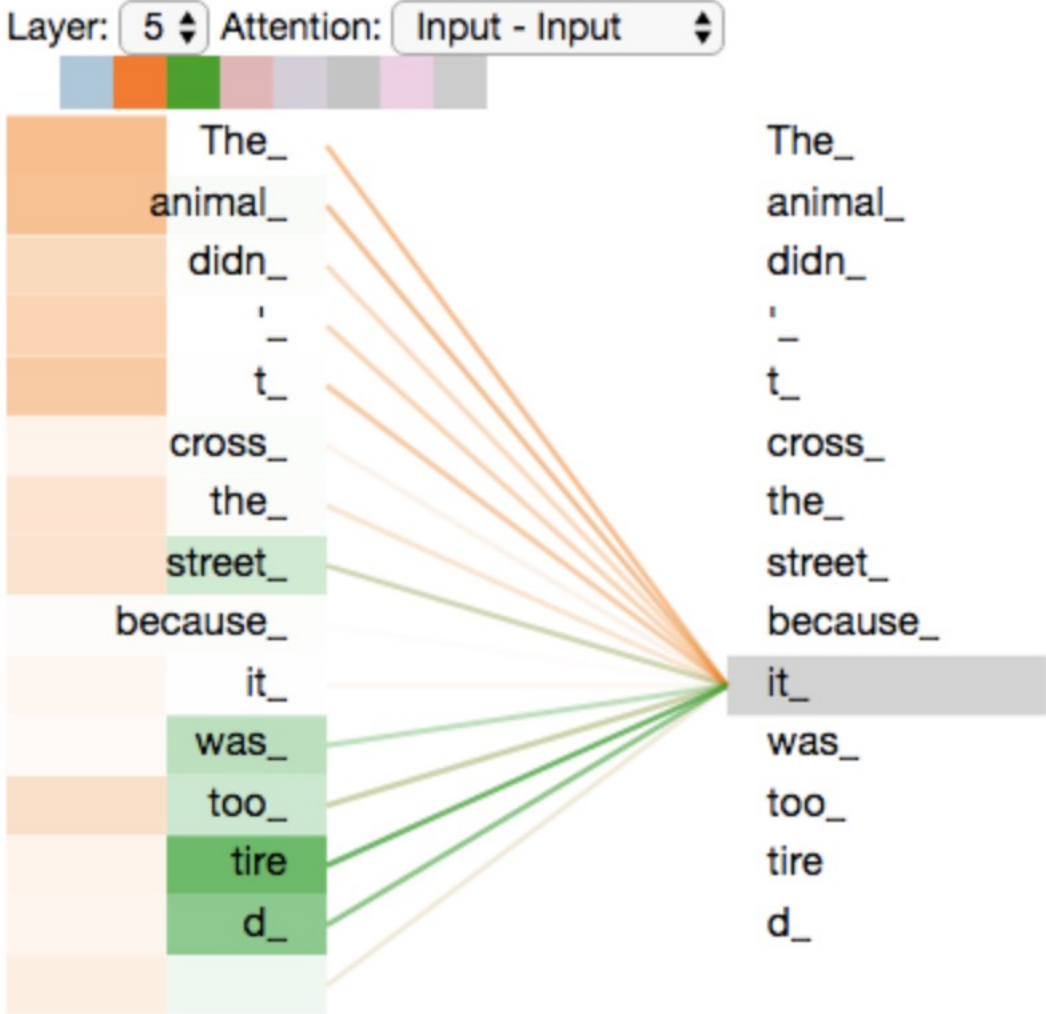 Layer: 5 Attention: Input - Input
The_ The_
animal_ animal_
didn_ didn_
'_ '_
t_ t_
cross_ cross_
the_ the_
street_ street_
because_ because_
it_ it_
was_ was_
too_ too_
tire tire
d_ d_